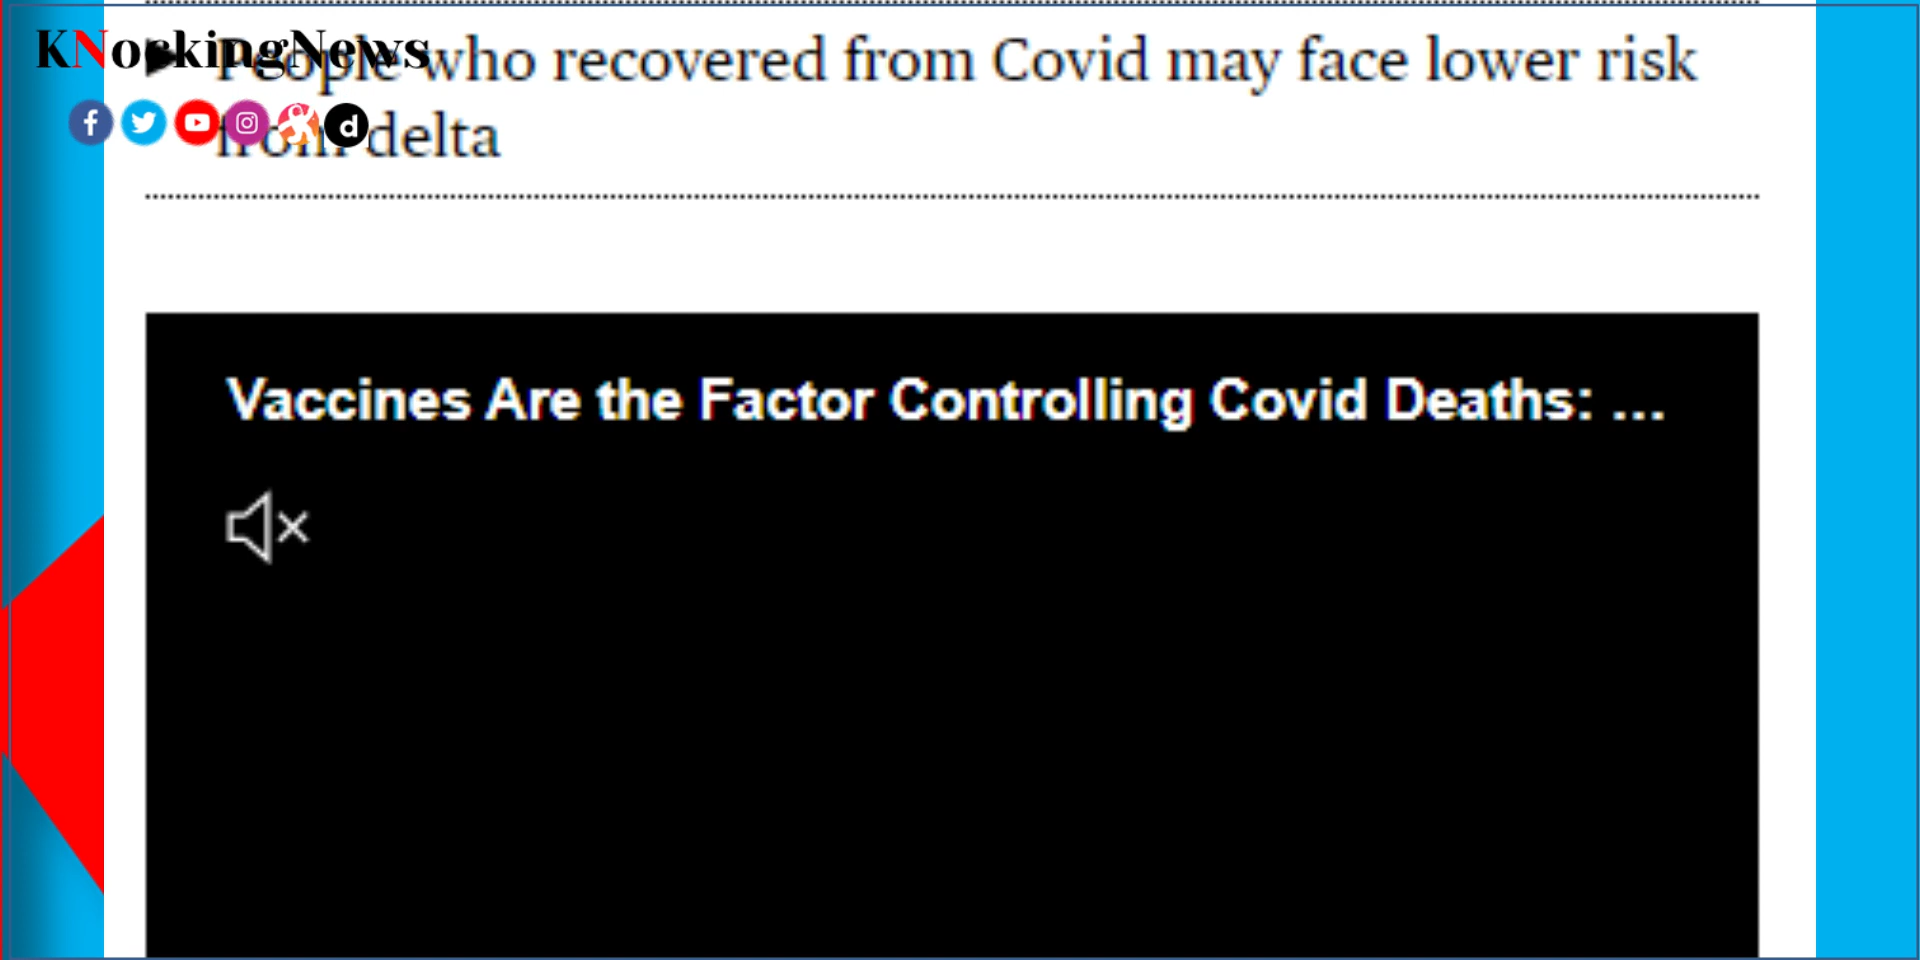 KNockingNews
People who recovered from Covid may face lower risk
from delta
Vaccines Are the Factor Controlling Covid Deaths: ...